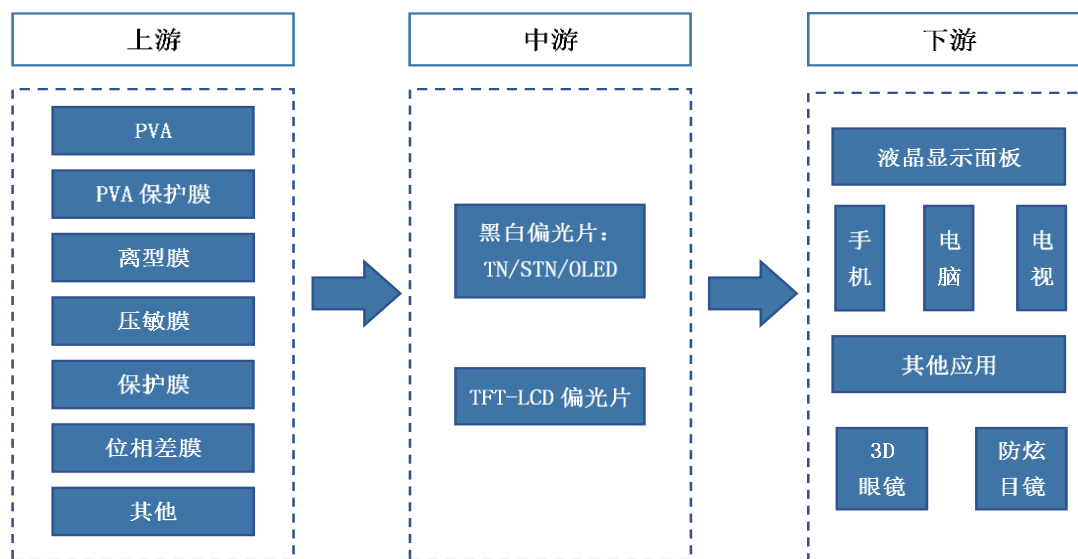 上游
PVA
PVA 保护膜
离型膜
压敏膜
保护膜
位相差膜
其他
中游
黑白偏光片：
TN/STN/OLED
TFT-LCD 偏光片
下游
液晶显示面板
手机
电脑
电视
其他应用
3D
眼镜
防炫
目镜